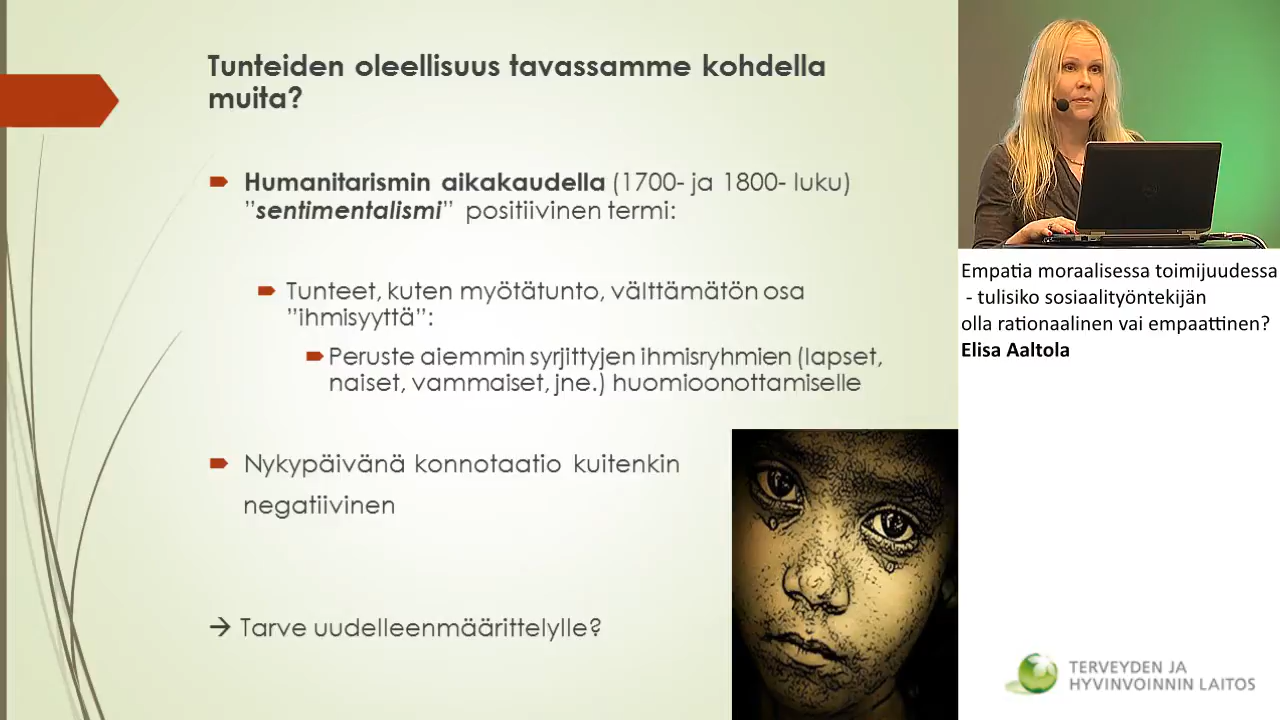 Tunteiden oleellisuus tavassamme kohdella
muita?
Humanitarismin aikakaudella (1700- ja 1800- luku)
”sentimentalismi” positiivinen termi:
Tunteet, kuten myötätunto, välttämätön osa
”ihmisyyttä”:
Peruste aiemmin syrjittyjen ihmisryhmien (lapset,
naiset, vammaiset, jne.) huomioonottamiselle
Nykypäivänä konnotaatio kuitenkin
negatiivinen
→ Tarve uudelleenmäärittelylle?
Empatia moraalisessa toimijuudessa
- tulisiko sosiaalityöntekijän
olla rationaalinen vai empaattinen?
Elisa Aaltola
TERVEYDEN JA
HYVINVOINNIN LAITOS